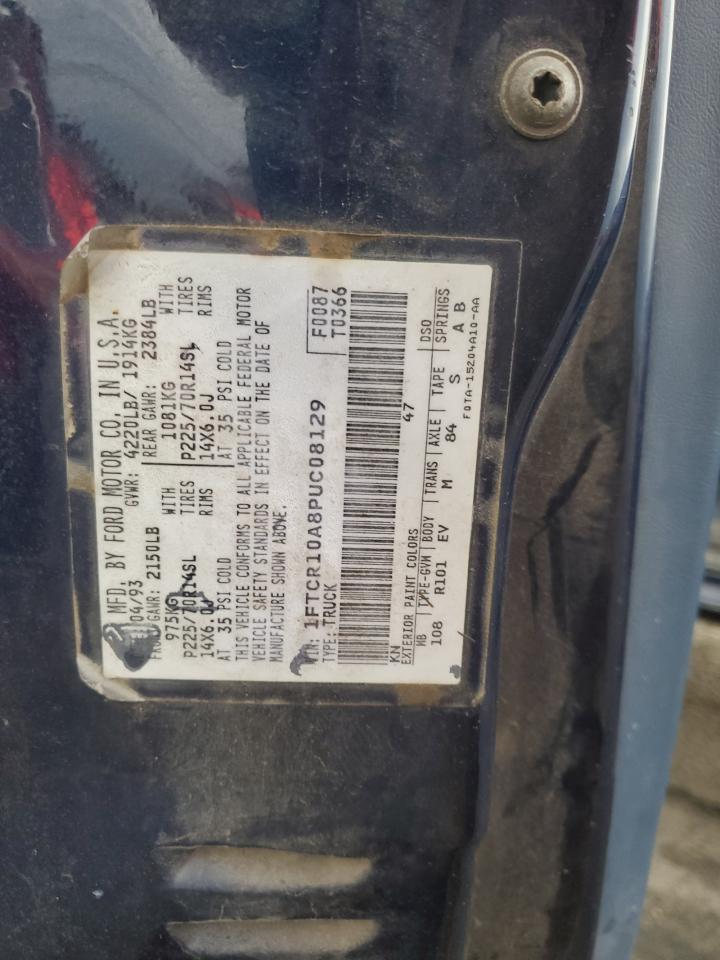 MFD. BY FORD MOTOR CO. IN U.S.A.
04/93 GVWR: 4220LB/ 1914KG
GAWR: 2150LB REAR GAWR: 2384LB
975KG WITH 1081KG WITH
P225/70R14SL TIRES P225/70R14SL TIRES
14X6.0J RIMS 14X6.0J RIMS
AT 35 PSI COLD AT 35 PSI COLD
THIS VEHICLE CONFORMS TO ALL APPLICABLE FEDERAL MOTOR
VEHICLE SAFETY STANDARDS IN EFFECT ON THE DATE OF
MANUFACTURE SHOWN ABOVE.
VIN: 1FTCR10A8PUC08129 F0087
TYPE: TRUCK T0366
KN 47
EXTERIOR PAINT COLORS DSO
WB | TYPE-GVM | BODY | TRANS | AXLE | TAPE SPRINGS
108 R101 EV M 84 S A B
F0TA-15204A10-AA